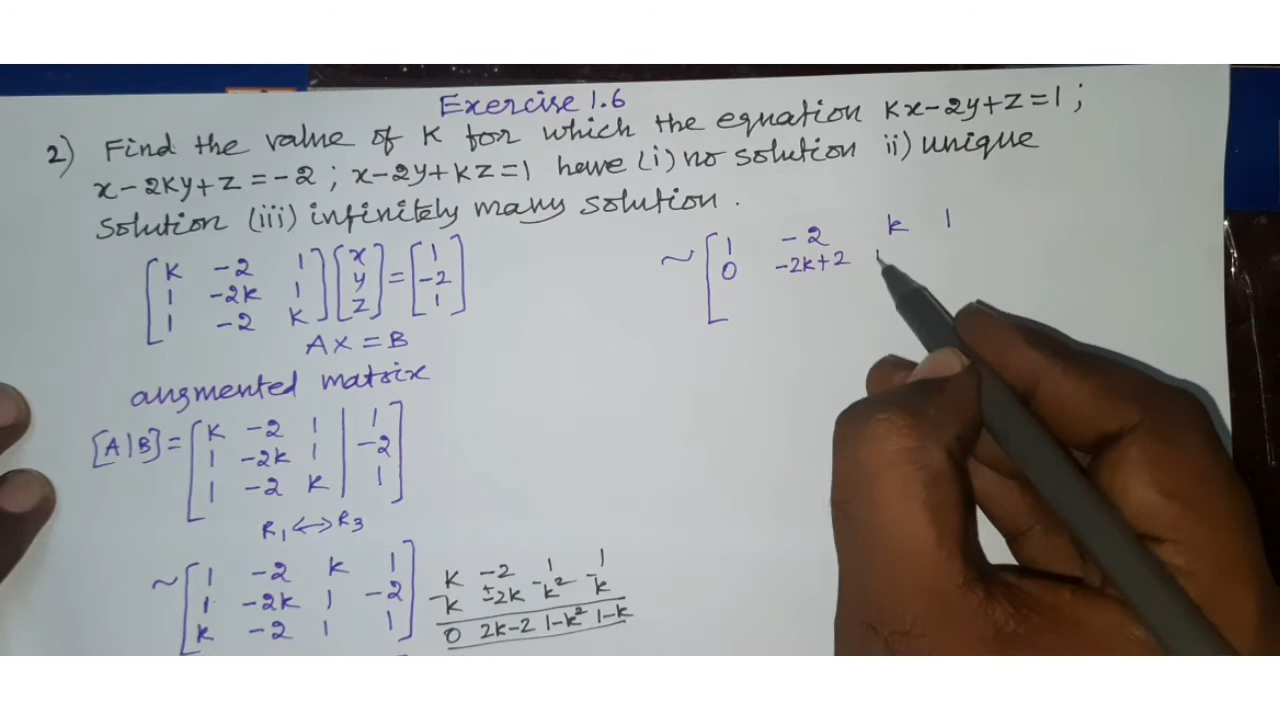 Exercise 1.6
2) Find the value of K for which the equation Kx-2y+z=1;
x-2Ky+z=-2; x-2y+kz=1 have (i) no solution ii) unique
solution (iii) infinitely many solution.
[K -2 1] [x] = [1]
[1 -2K 1] [y] [-2]
[1 -2 K] [z] [1]
AX = B
augmented matrix
[A|B] = [K -2 1 | 1]
[1 -2k 1 | -2]
[1 -2 K | 1]
R₁ ↔ R₃
~ [1 -2 k 1]
[1 -2k 1 -2]
[k -2 1 1]
K -2 1 1
-k ±2k -k² -k
0 2k-2 1-k² 1-k
~ [1 -2 k 1
0 -2k+2